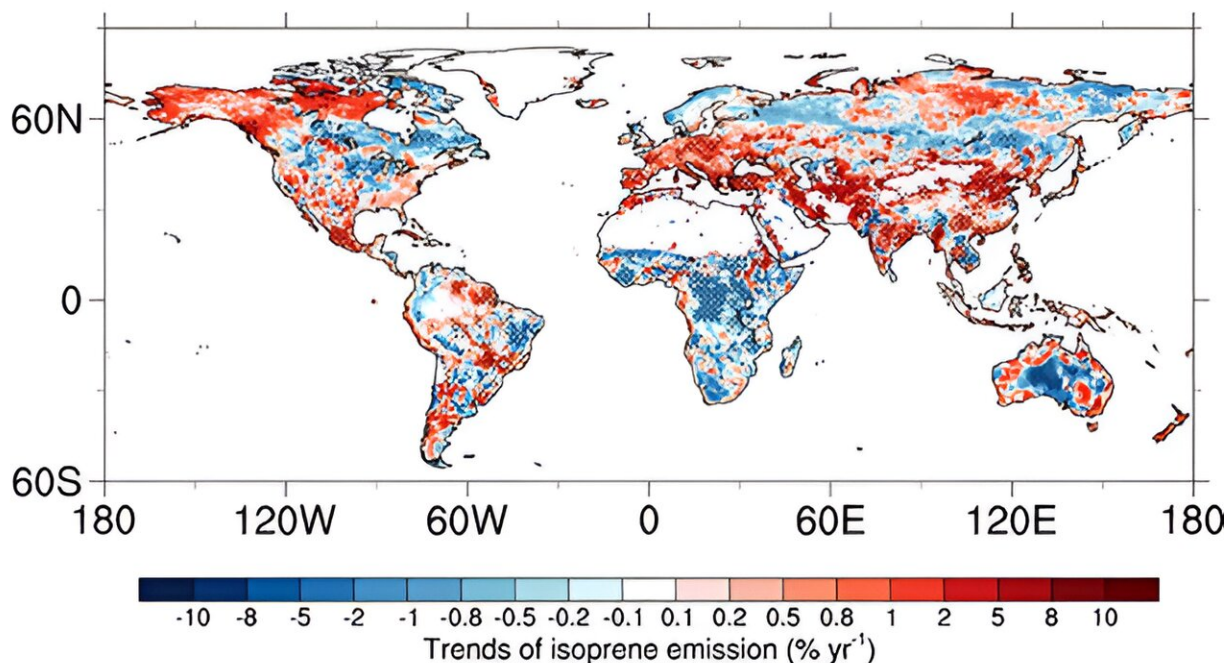 60N
0
60S
180 120W 60W 0 60E 120E 180
-10 -8 -5 -2 -1 -0.8 -0.5 -0.2 -0.1 0.1 0.2 0.5 0.8 1 2 5 8 10
Trends of isoprene emission (% yr⁻¹)